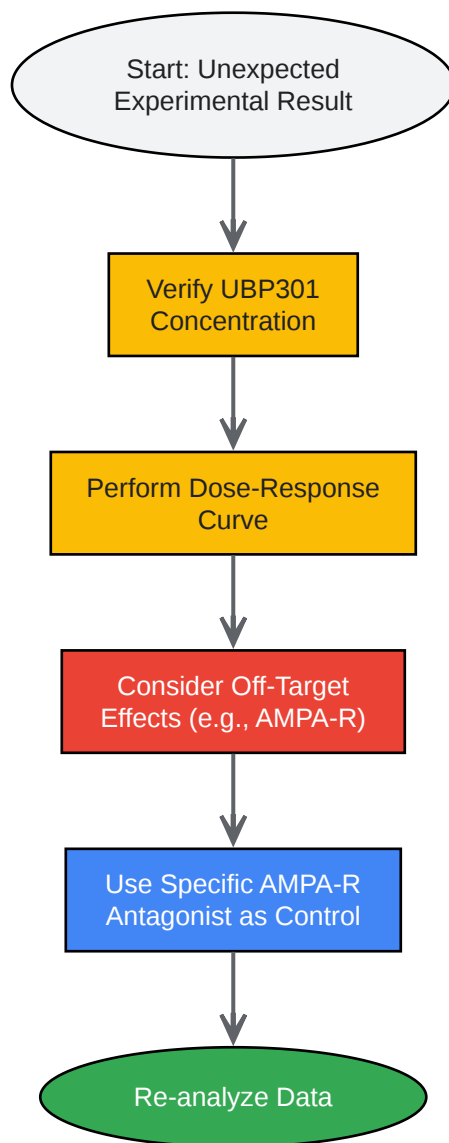 Start: Unexpected
Experimental Result
Verify UBP301
Concentration
Perform Dose-Response
Curve
Consider Off-Target
Effects (e.g., AMPA-R)
Use Specific AMPA-R
Antagonist as Control
Re-analyze Data